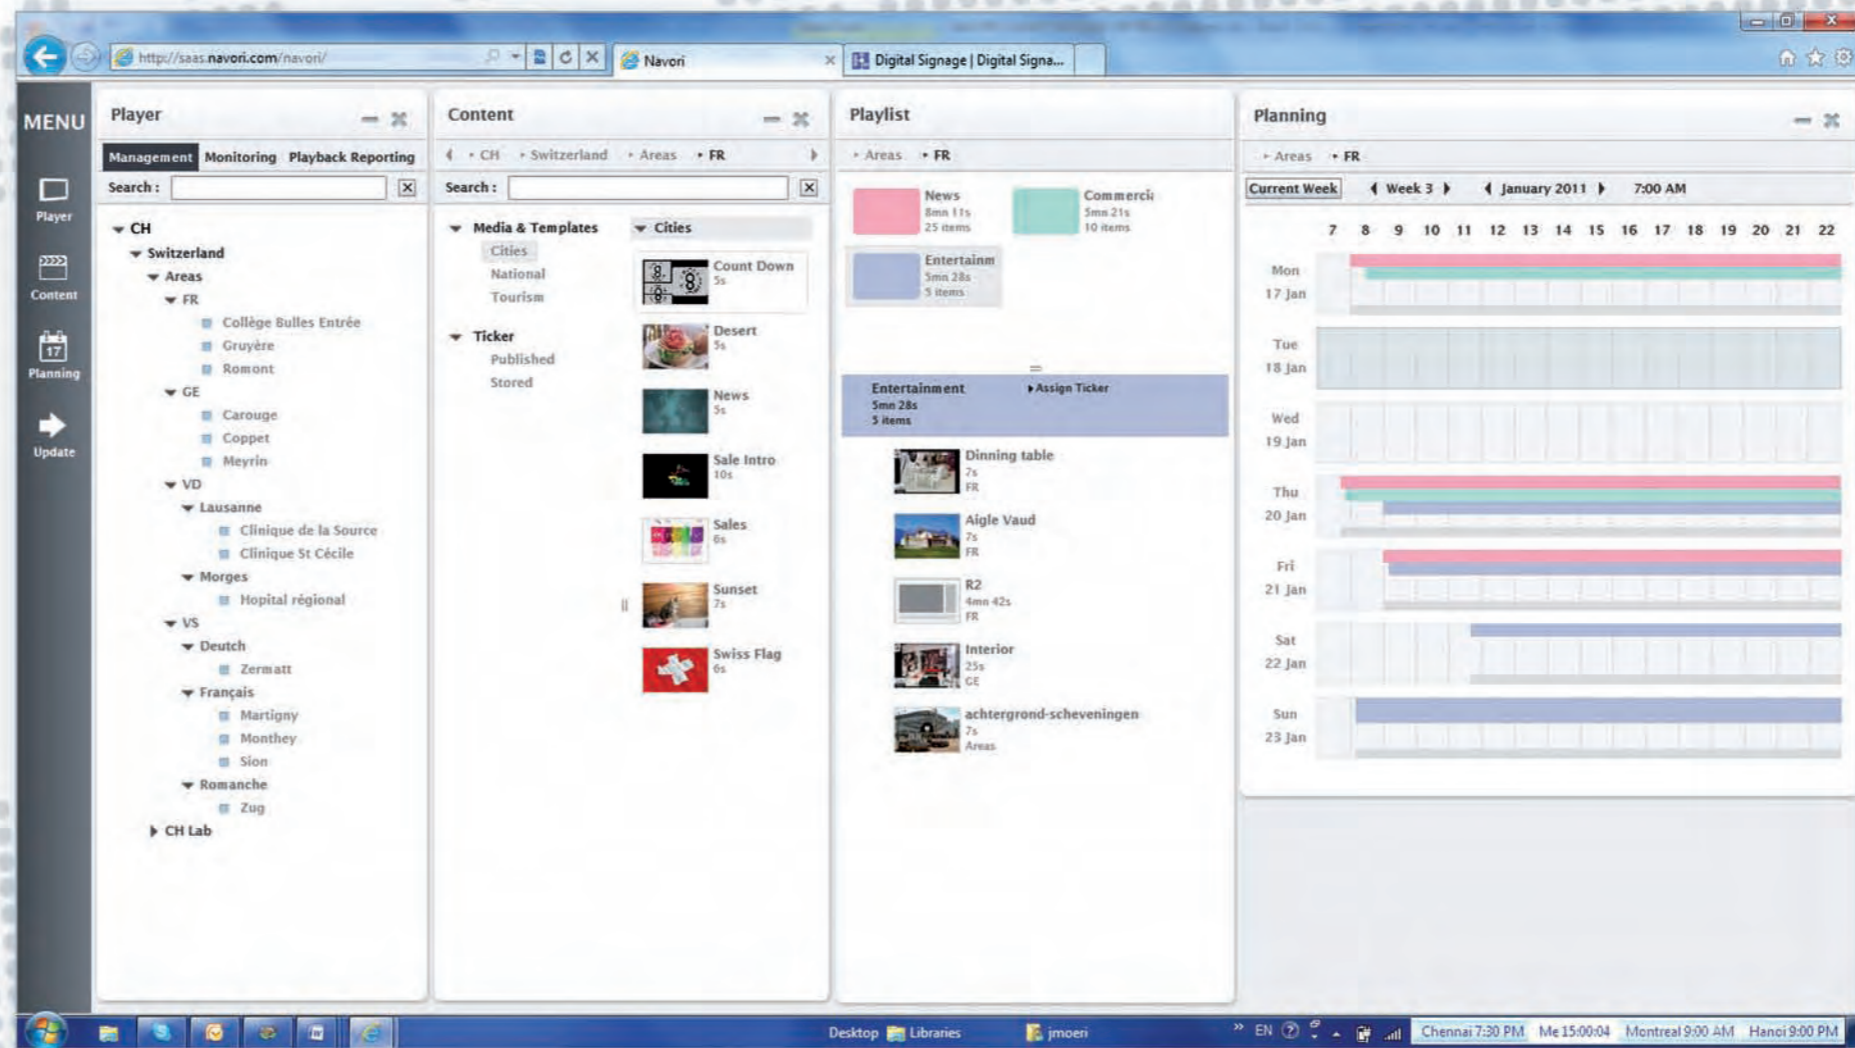 http://saas.navori.com/navori/
Navori
Digital Signage | Digital Signa...
MENU
Player
Content
Planning
Update
Player
Management Monitoring Playback Reporting
Search :
CH
Switzerland
Areas
FR
Collège Bulles Entrée
Gruyère
Romont
GE
Carouge
Coppet
Meyrin
VD
Lausanne
Clinique de la Source
Clinique St Cécile
Morges
Hopital régional
VS
Deutch
Zermatt
Français
Martigny
Monthey
Sion
Romanche
Zug
CH Lab
Content
CH Switzerland Areas FR
Search :
Media & Templates
Cities
National
Tourism
Ticker
Published
Stored
Cities
Count Down
5s
Desert
5s
News
5s
Sale Intro
10s
Sales
6s
Sunset
7s
Swiss Flag
6s
Playlist
Areas FR
News
8mn 11s
25 items
Commerci
5mn 21s
10 items
Entertainm
5mn 28s
5 items
Entertainment Assign Ticker
5mn 28s
5 items
Dinning table
7s
FR
Aigle Vaud
7s
FR
R2
4mn 42s
FR
Interior
25s
GE
achtergrond-scheveningen
7s
Areas
Planning
Areas FR
Current Week Week 3 January 2011 7:00 AM
7 8 9 10 11 12 13 14 15 16 17 18 19 20 21 22
Mon
17 Jan
Tue
18 Jan
Wed
19 Jan
Thu
20 Jan
Fri
21 Jan
Sat
22 Jan
Sun
23 Jan
17
Desktop Libraries jmoeri » EN Chennai 7:30 PM Me 15:00:04 Montreal 9:00 AM Hanoi 9:00 PM